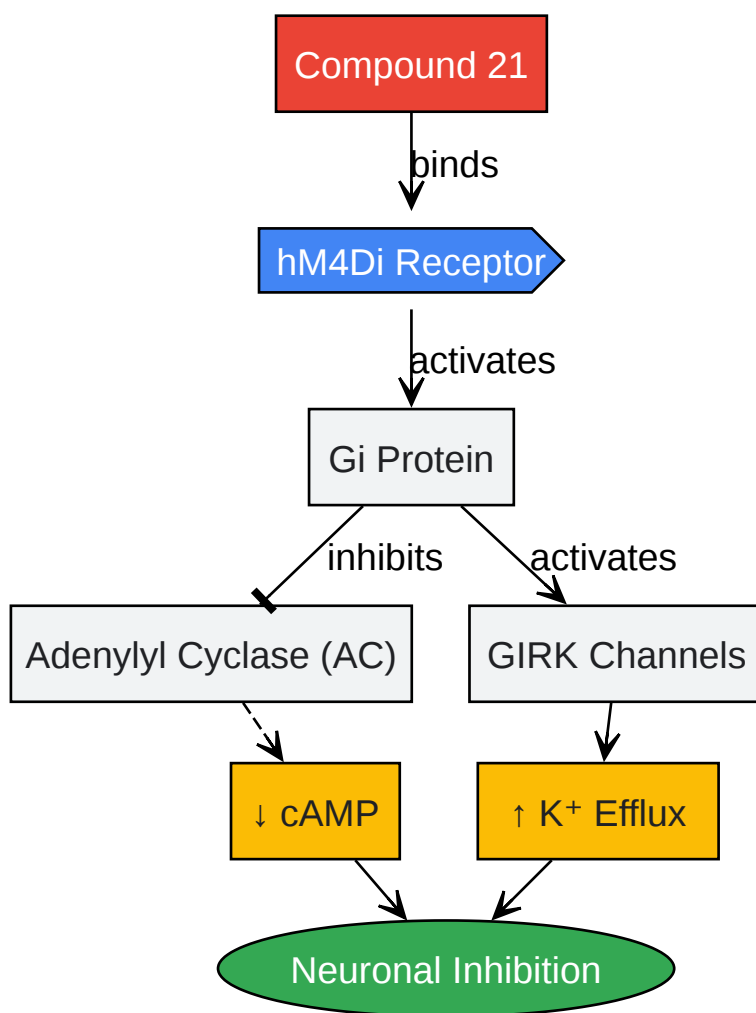 Compound 21
binds
hM4Di Receptor
activates
Gi Protein
inhibits
activates
Adenylyl Cyclase (AC)
GIRK Channels
↓ cAMP
↑ K⁺ Efflux
Neuronal Inhibition